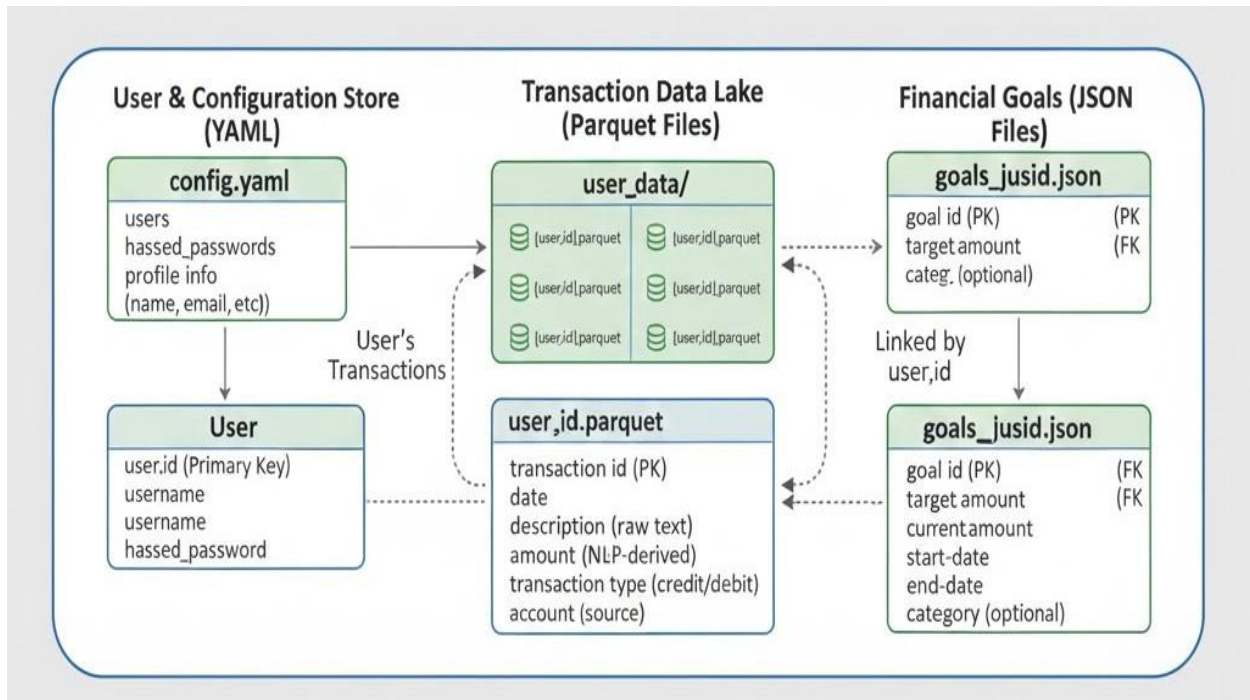 User & Configuration Store
(YAML)
config.yaml
users
hassed_passwords
profile info
(name, email, etc))
User
user.id (Primary Key)
username
username
hassed_password
User's
Transactions
Transaction Data Lake
(Parquet Files)
user_data/
[user,id].parquet [user,id].parquet
[user,id].parquet [user,id].parquet
[user,id].parquet [user,id].parquet
user,id.parquet
transaction id (PK)
date
description (raw text)
amount (NLP-derived)
transaction type (credit/debit)
account (source)
Financial Goals (JSON
Files)
goals_jusid.json
goal id (PK) (PK
target amount (FK
categ. (optional)
Linked by
user,id
goals_jusid.json
goal id (PK) (FK
target amount (FK
current amount
start-date
end-date
category (optional)